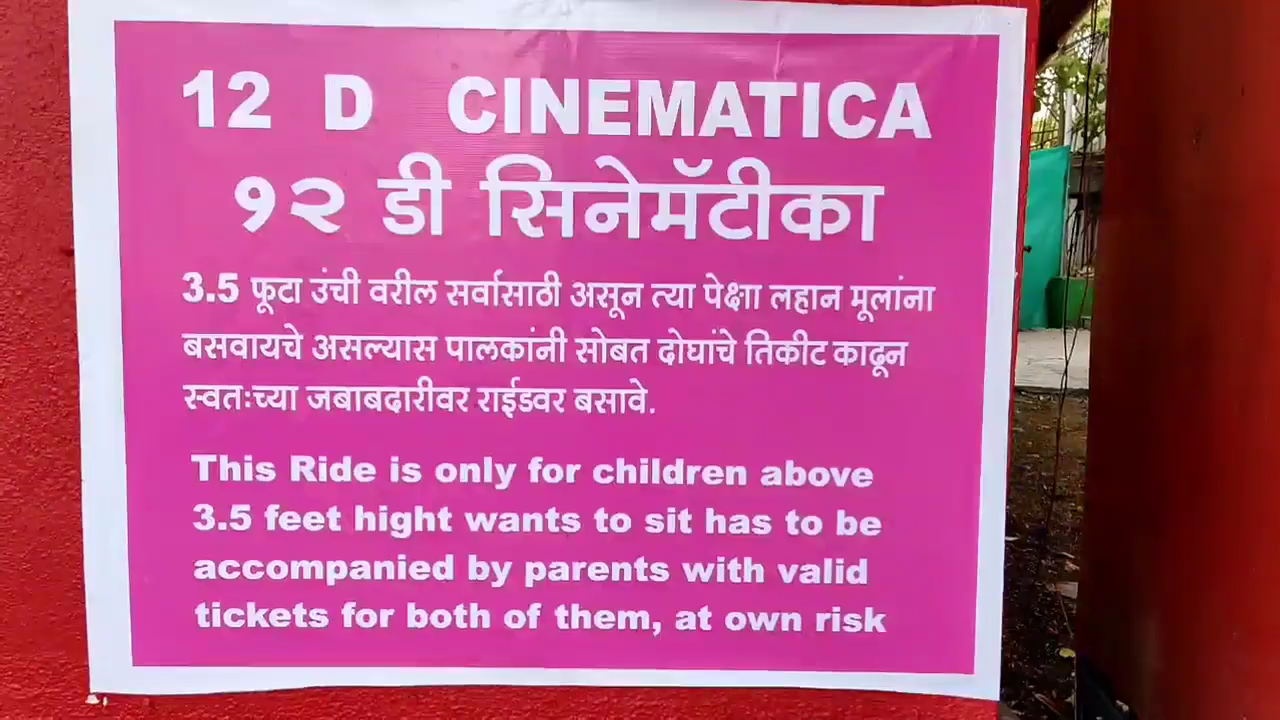 12 D CINEMATICA
१२ डी सिनेमॅटीका
3.5 फूटा उंची वरील सर्वासाठी असून त्या पेक्षा लहान मूलांना
बसवायचे असल्यास पालकांनी सोबत दोघांचे तिकीट काढून
स्वतःच्या जबाबदारीवर राईडवर बसावे.
This Ride is only for children above
3.5 feet hight wants to sit has to be
accompanied by parents with valid
tickets for both of them, at own risk